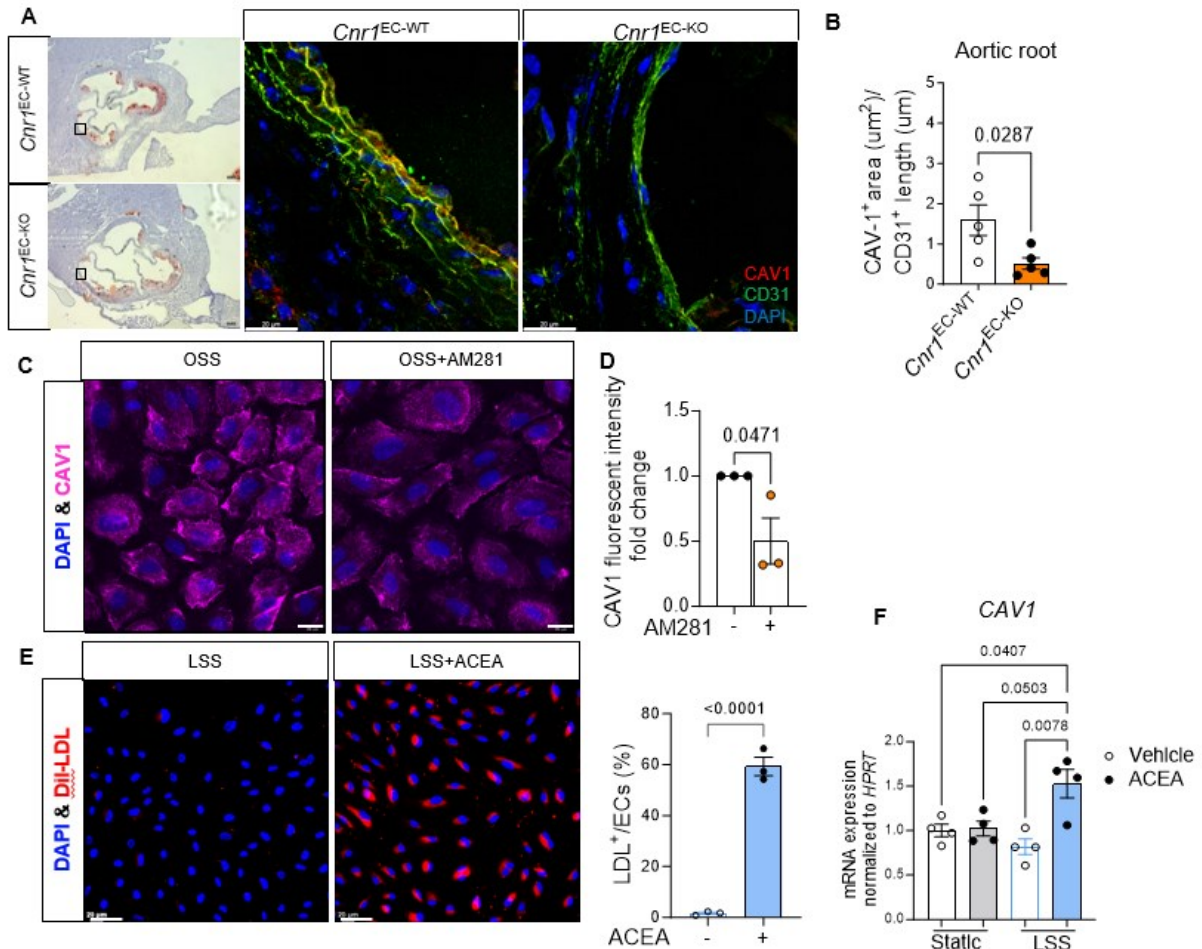 A
Cnr1EC-WT
Cnr1EC-KO
Cnr1EC-WT
Cnr1EC-KO
CAV1
CD31
DAPI
20 µm
20 µm
B
Aortic root
CAV-1⁺ area (um²)/
CD31⁺ length (um)
5
4
3
2
1
0
0.0287
Cnr1EC-WT
Cnr1EC-KO
C
OSS
OSS+AM281
DAPI & CAV1
D
CAV1 fluorescent intensity
fold change
1.5
1.0
0.5
0.0
0.0471
AM281
-
+
E
LSS
LSS+ACEA
DAPI & Dil-LDL
20 µm
20 µm
LDL⁺/ECs (%)
80
60
40
20
0
<0.0001
ACEA
-
+
F
CAV1
0.0407
0.0503
0.0078
mRNA expression
normalized to HPRT
2.0
1.5
1.0
0.5
0.0
Static
LSS
Vehicle
ACEA